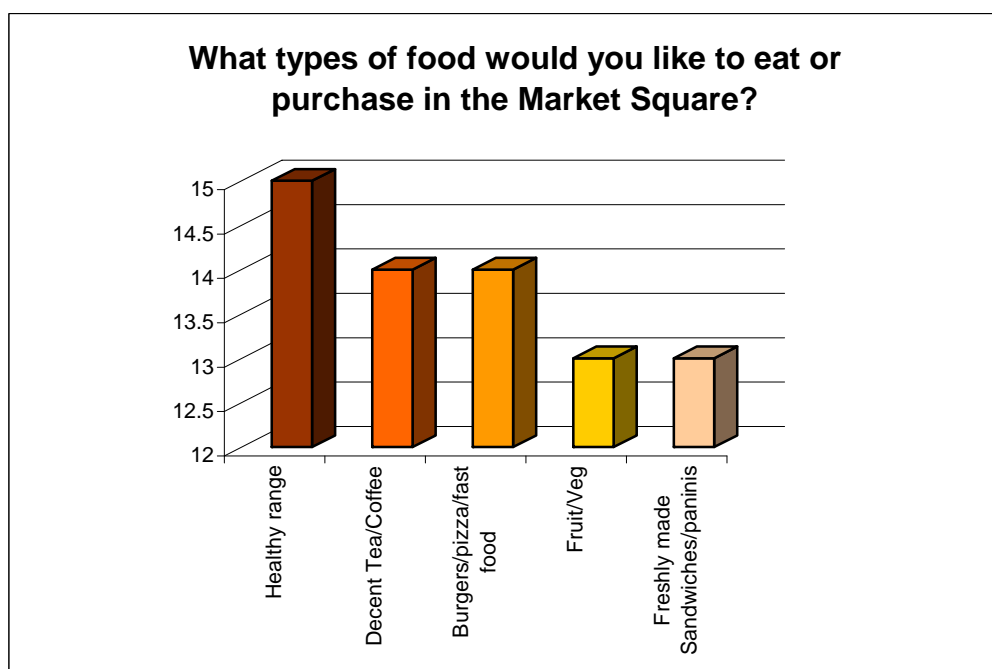 What types of food would you like to eat or
purchase in the Market Square?
15
14.5
14
13.5
13
12.5
12
Healthy range
Decent Tea/Coffee
Burgers/pizza/fast
food
Fruit/Veg
Freshly made
Sandwiches/paninis